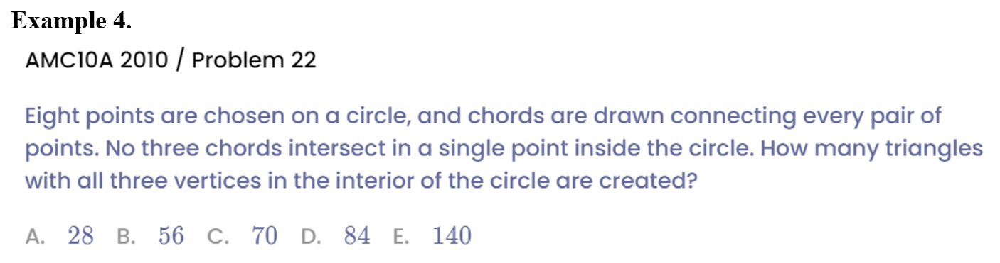 Example 4.
AMC10A 2010 / Problem 22
Eight points are chosen on a circle, and chords are drawn connecting every pair of
points. No three chords intersect in a single point inside the circle. How many triangles
with all three vertices in the interior of the circle are created?
A. 28 B. 56 C. 70 D. 84 E. 140